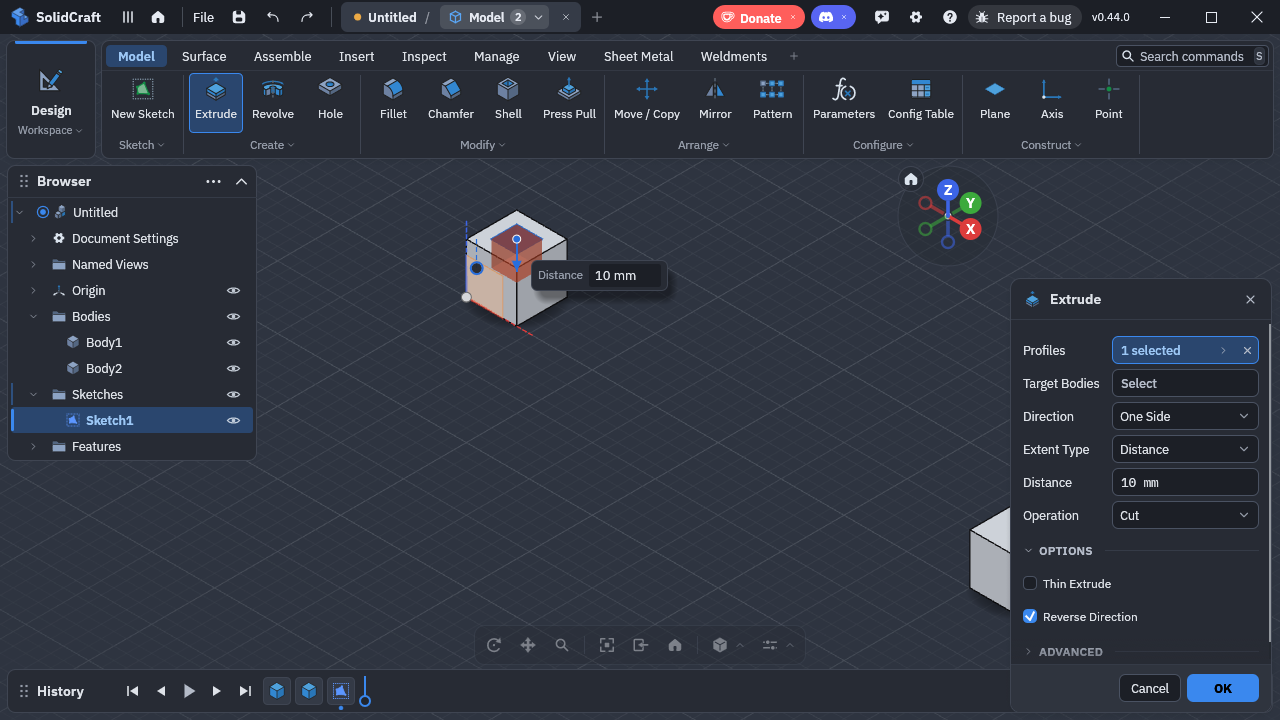 SolidCraft
File
Untitled /
Model 2
Donate
Report a bug
v0.44.0
Design
Workspace
Model
Surface
Assemble
Insert
Inspect
Manage
View
Sheet Metal
Weldments
Search commands
S
New Sketch
Extrude
Revolve
Hole
Fillet
Chamfer
Shell
Press Pull
Move / Copy
Mirror
Pattern
Parameters
Config Table
Plane
Axis
Point
Sketch
Create
Modify
Arrange
Configure
Construct
Browser
Untitled
Document Settings
Named Views
Origin
Bodies
Body1
Body2
Sketches
Sketch1
Features
Distance 10 mm
Z
Y
X
Extrude
Profiles 1 selected
Target Bodies Select
Direction One Side
Extent Type Distance
Distance 10 mm
Operation Cut
OPTIONS
Thin Extrude
Reverse Direction
ADVANCED
Cancel
OK
History